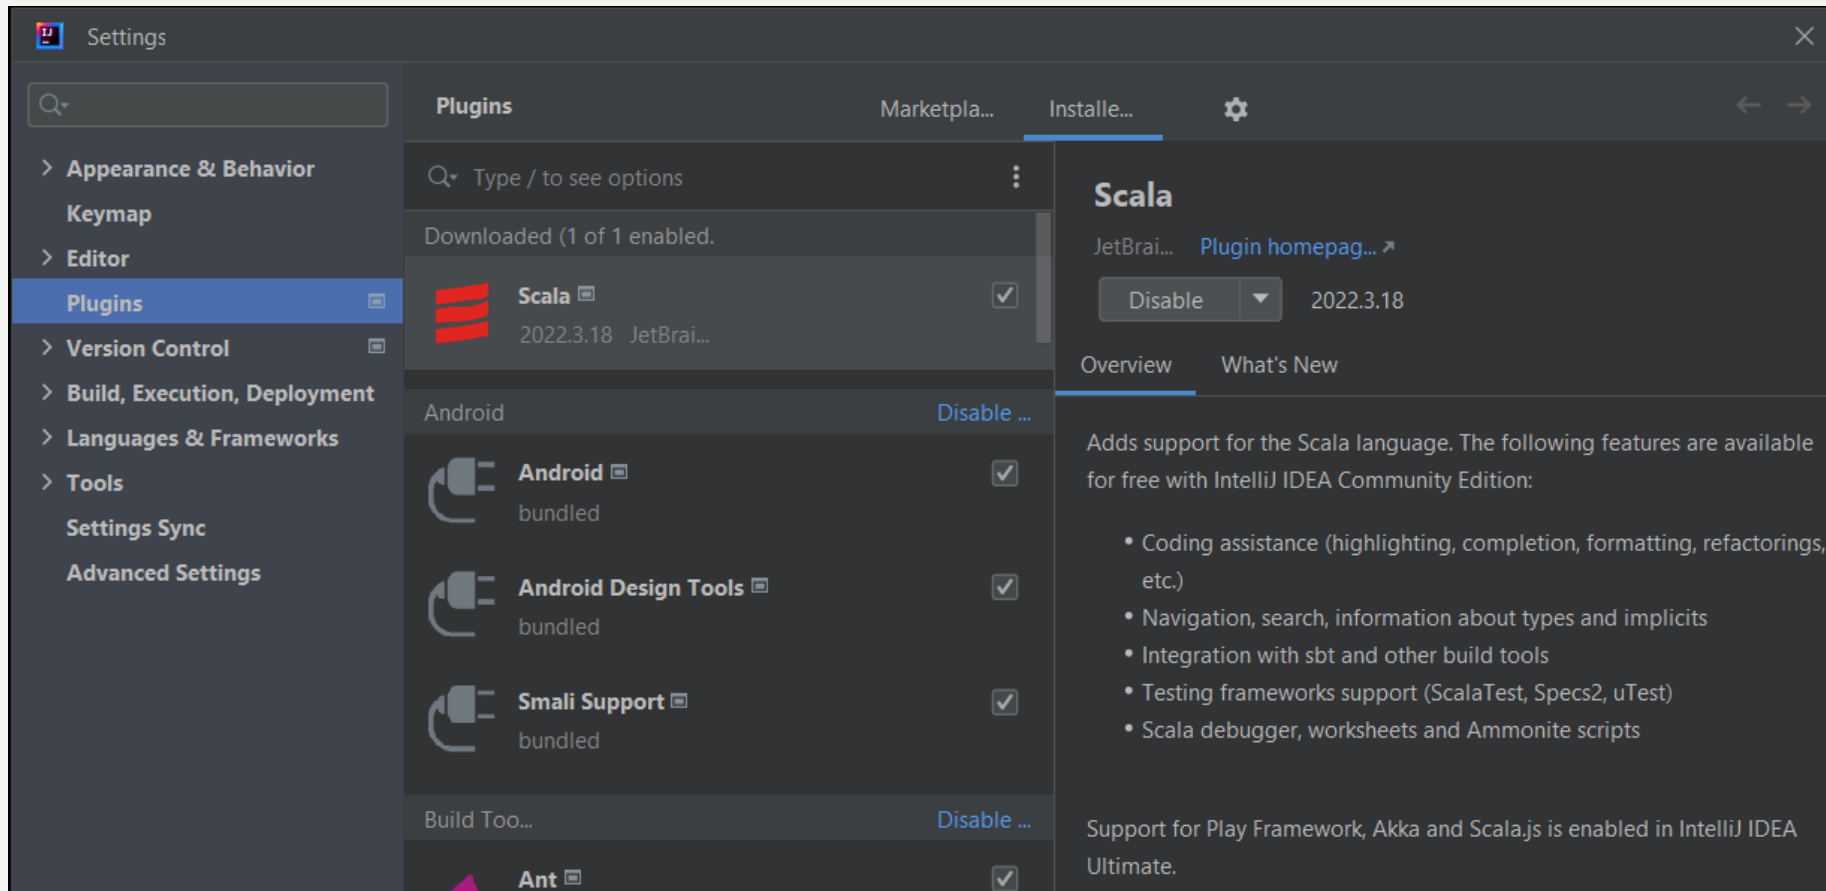 Settings
Plugins
Marketpla...
Installe...
Appearance & Behavior
Keymap
Editor
Plugins
Version Control
Build, Execution, Deployment
Languages & Frameworks
Tools
Settings Sync
Advanced Settings
Type / to see options
Downloaded (1 of 1 enabled.
Scala
2022.3.18 JetBrai...
Android
Disable ...
Android
bundled
Android Design Tools
bundled
Smali Support
bundled
Build Too...
Disable ...
Ant
Scala
JetBrai... Plugin homepag...
Disable
2022.3.18
Overview
What's New
Adds support for the Scala language. The following features are available
for free with IntelliJ IDEA Community Edition:
• Coding assistance (highlighting, completion, formatting, refactorings,
etc.)
• Navigation, search, information about types and implicits
• Integration with sbt and other build tools
• Testing frameworks support (ScalaTest, Specs2, uTest)
• Scala debugger, worksheets and Ammonite scripts
Support for Play Framework, Akka and Scala.js is enabled in IntelliJ IDEA
Ultimate.